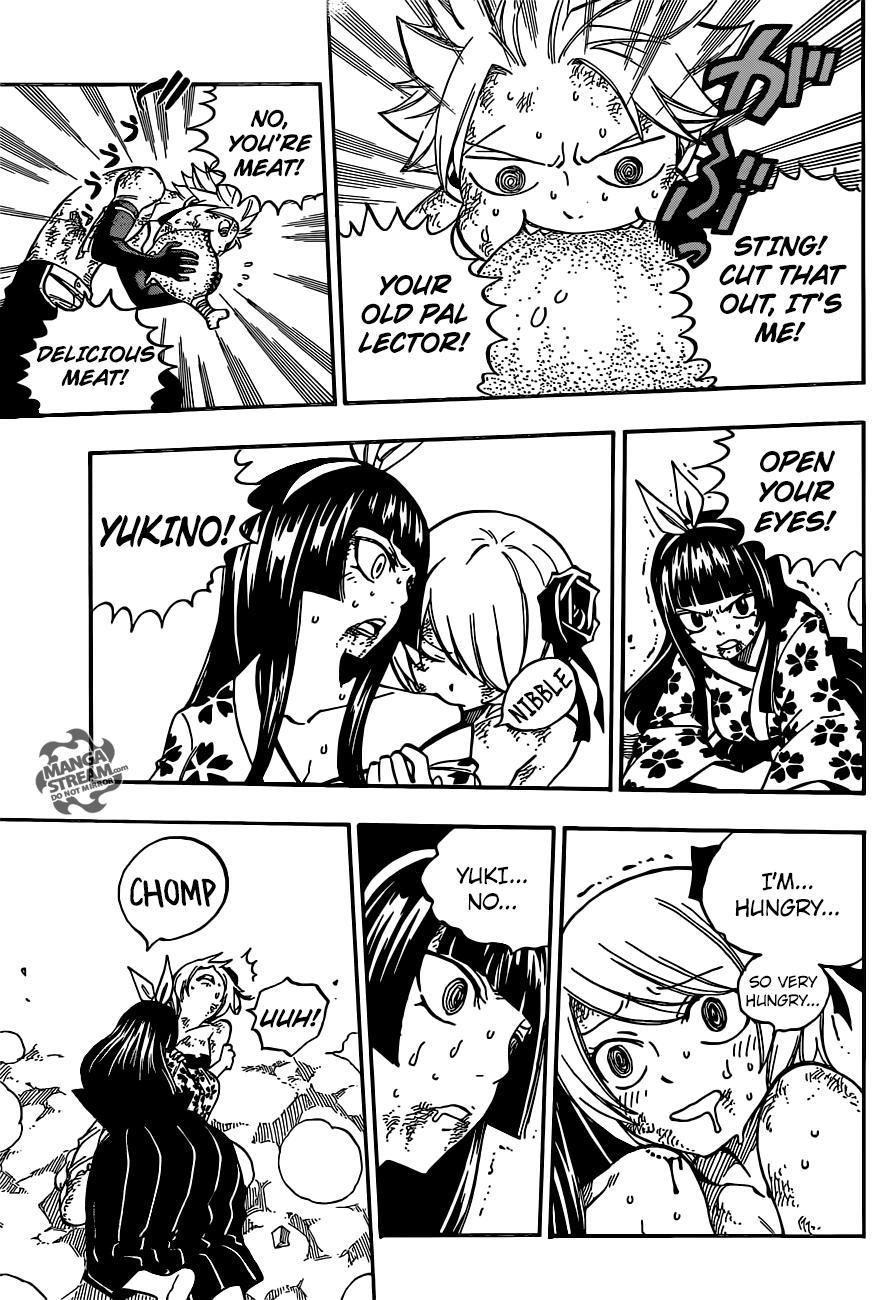 ガ
STING!
CUT THAT
OUT, IT'S
ME!
YOUR
OLD PAL
LECTOR!
NO,
YOU'RE
MEAT!
DELICIOUS
MEAT!
OPEN
YOUR
EYES!
YUKINO!
NIBBLE
MANGA
STREAM.com
DO NOT MIRROR
I'M...
HUNGRY...
SO VERY
HUNGRY...
YUKI...
NO...
CHOMP
UUH!